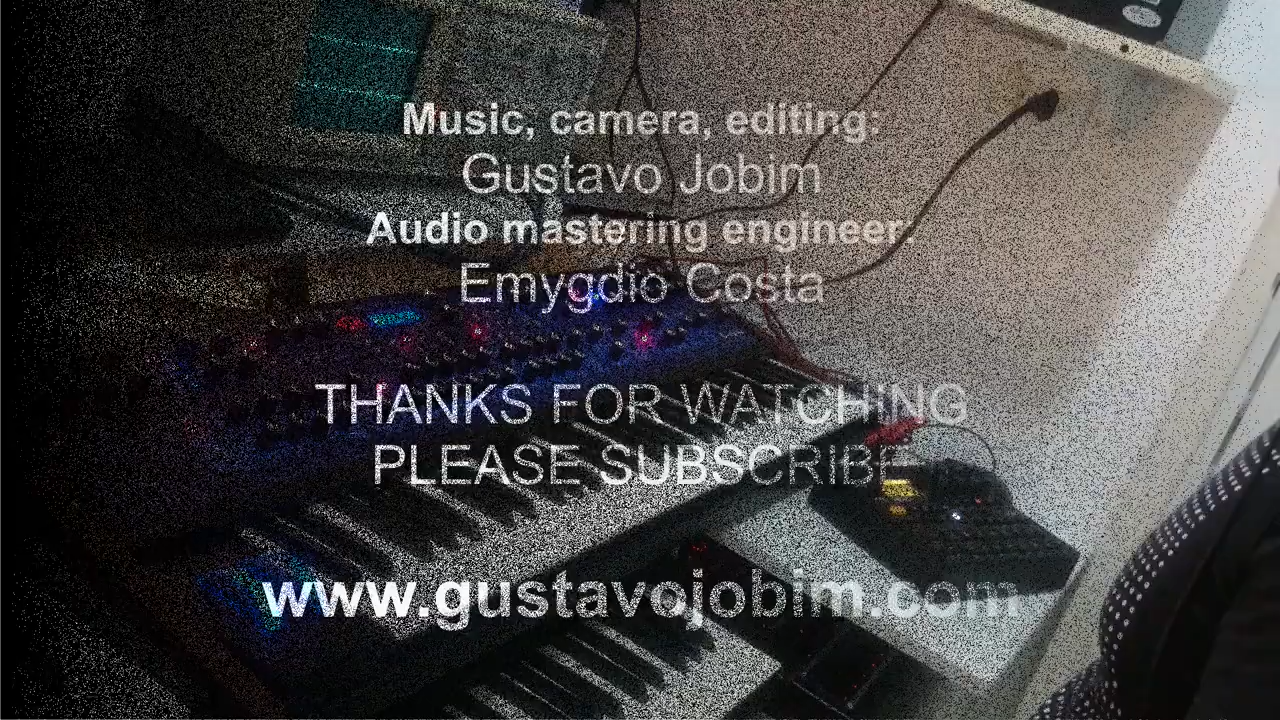 Music, camera, editing:
Gustavo Jobim
Audio mastering engineer:
Emygdio Costa
THANKS FOR WATCHING
PLEASE SUBSCRIBE
www.gustavojobim.com